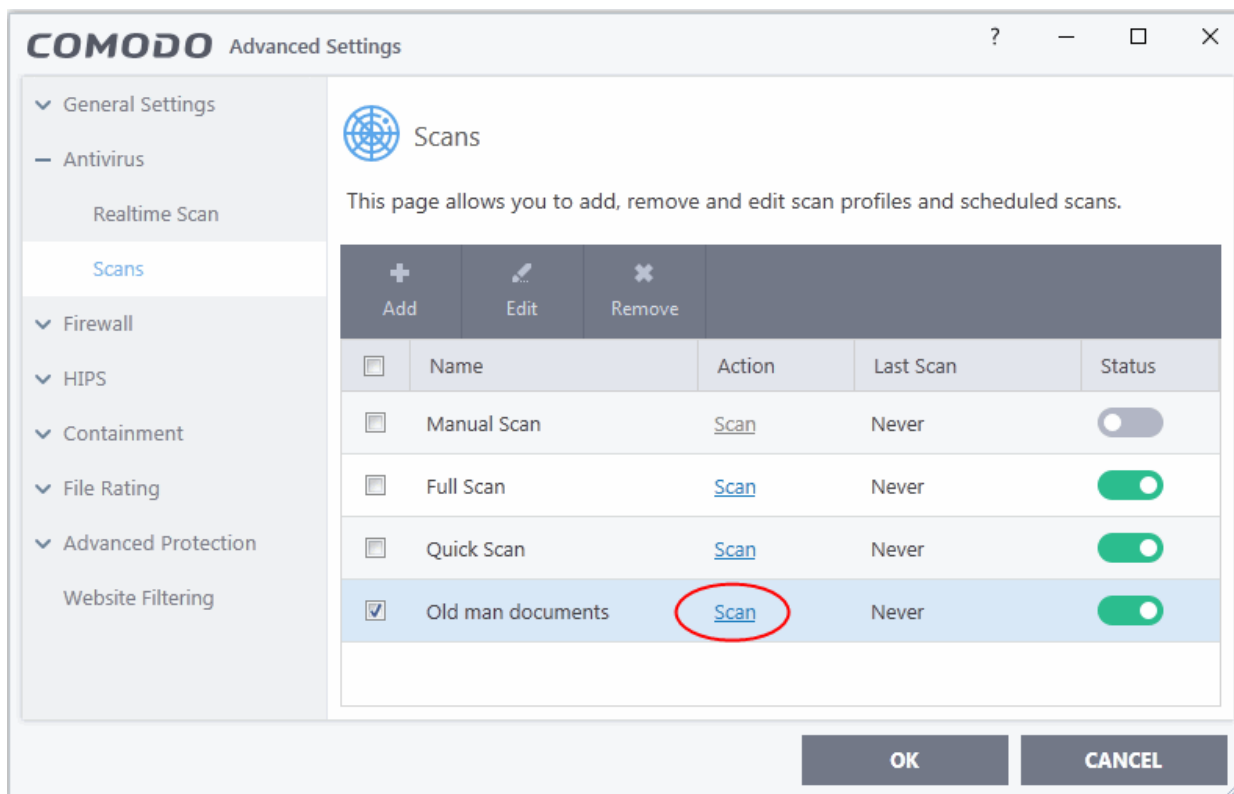 COMODO Advanced Settings ?
General Settings
Antivirus
Realtime Scan
Scans
Firewall
HIPS
Containment
File Rating
Advanced Protection
Website Filtering
Scans
This page allows you to add, remove and edit scan profiles and scheduled scans.
Add Edit Remove
Name Action Last Scan Status
Manual Scan Scan Never
Full Scan Scan Never
Quick Scan Scan Never
Old man documents Scan Never
OK CANCEL